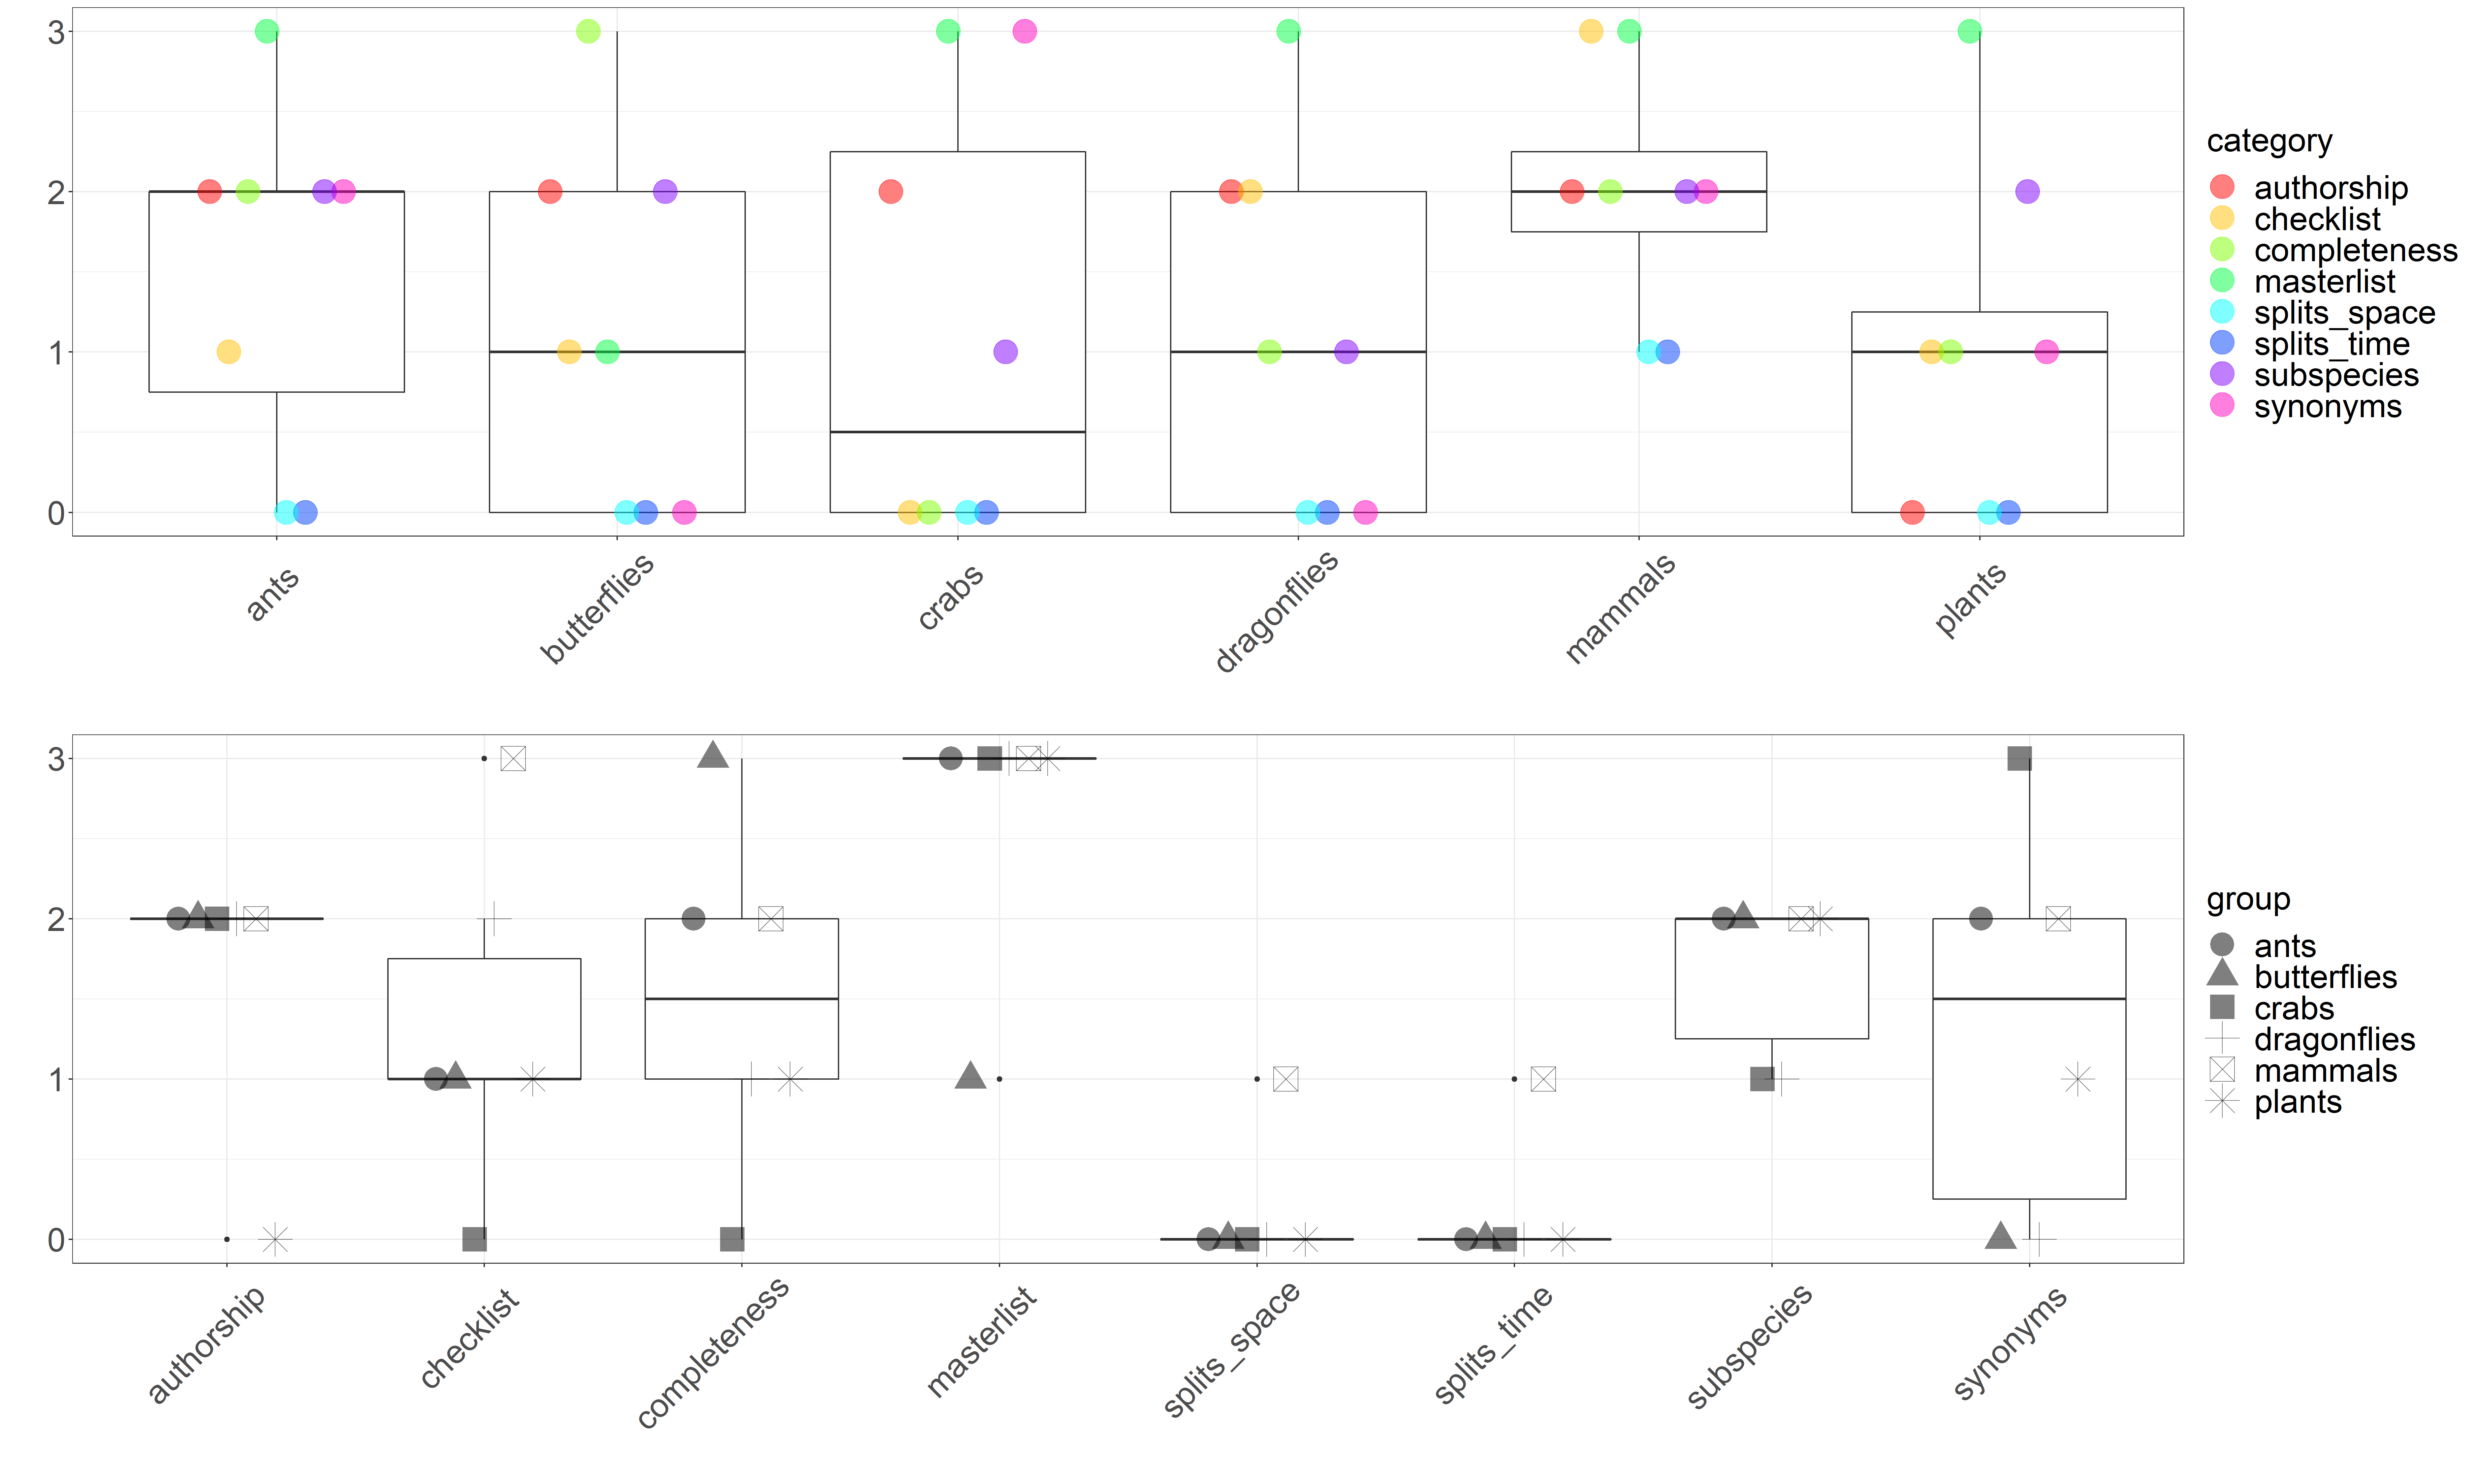 3
2
1
0
ants
butterflies
crabs
dragonflies
mammals
plants
category
authorship
checklist
completeness
masterlist
splits_space
splits_time
subspecies
synonyms
3
2
1
0
authorship
checklist
completeness
masterlist
splits_space
splits_time
subspecies
synonyms
group
ants
butterflies
crabs
dragonflies
mammals
plants